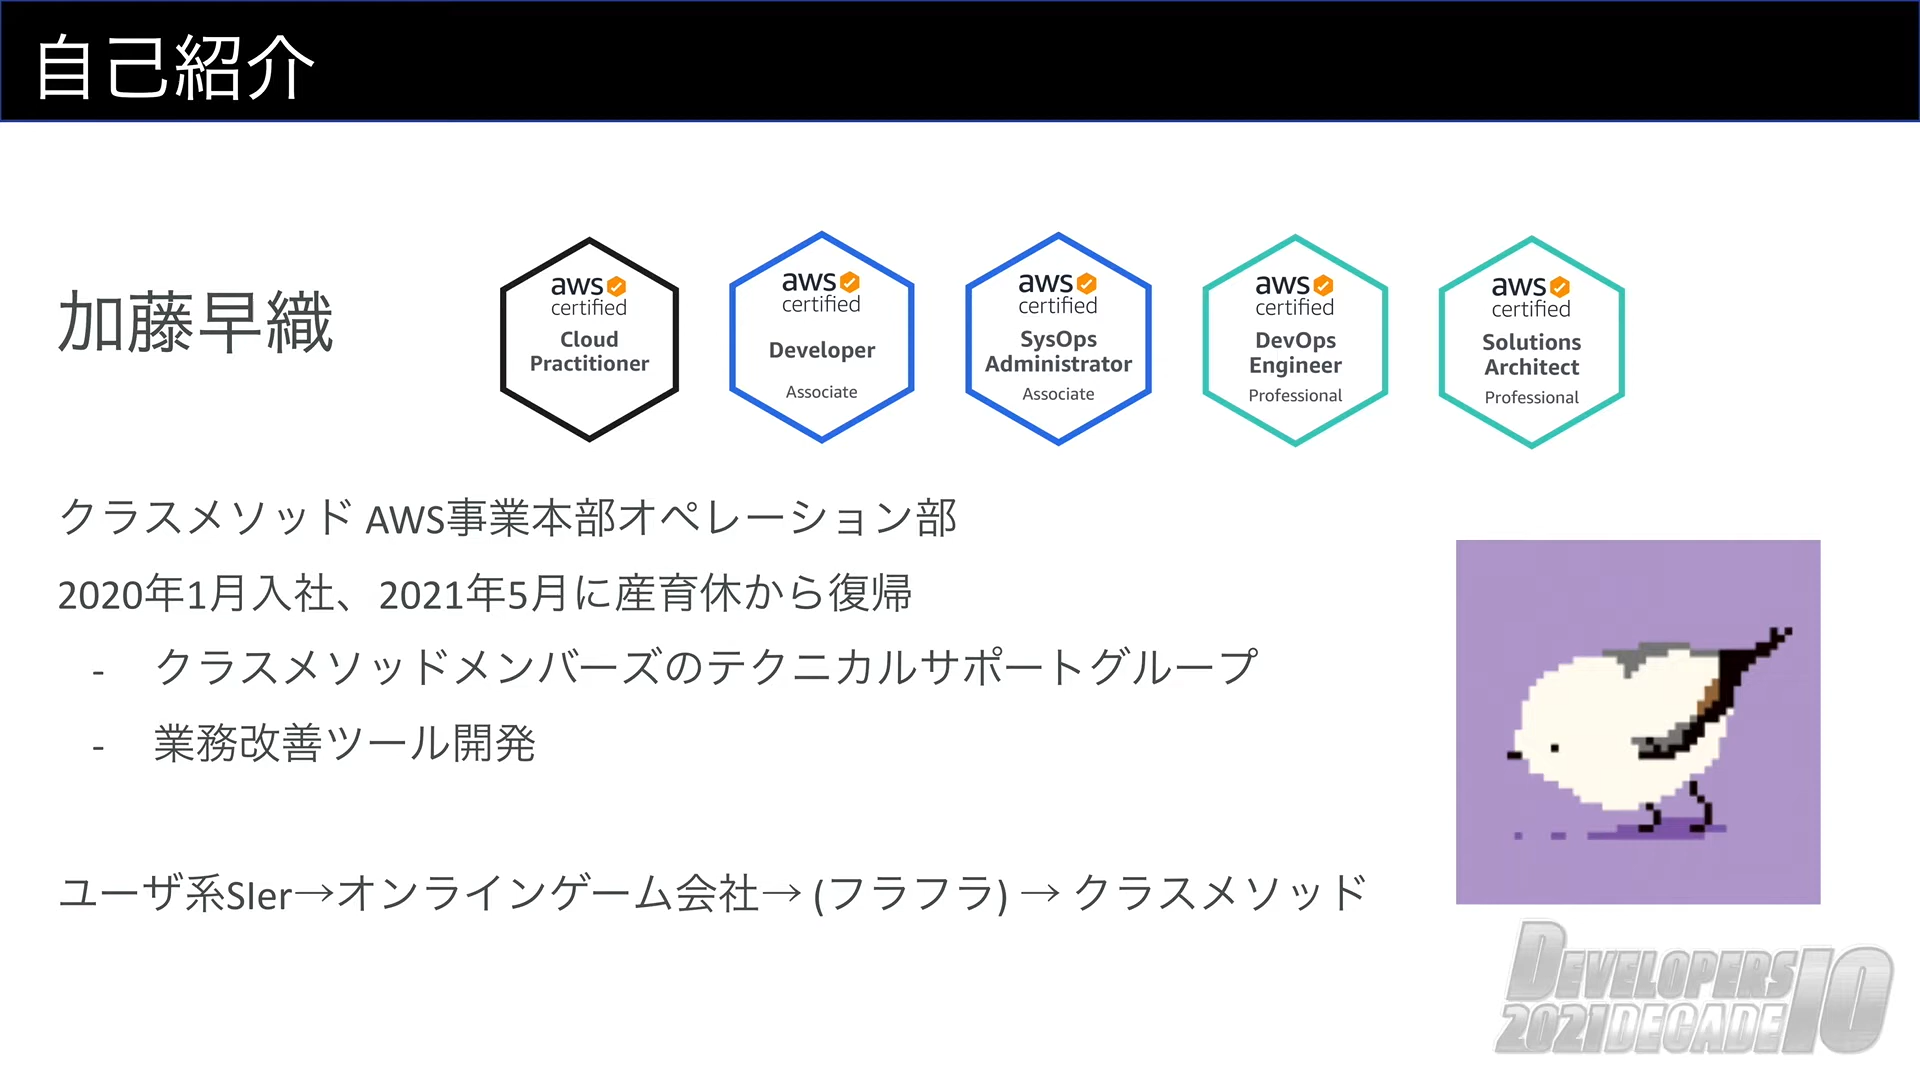 自己紹介
加藤早織
aws certified Cloud Practitioner
aws certified Developer Associate
aws certified SysOps Administrator Associate
aws certified DevOps Engineer Professional
aws certified Solutions Architect Professional
クラスメソッド AWS事業本部オペレーション部
2020年1月入社、2021年5月に産育休から復帰
- クラスメソッドメンバーズのテクニカルサポートグループ
- 業務改善ツール開発
ユーザ系SIer→オンラインゲーム会社→ (フラフラ) → クラスメソッド
DEVELOPERS
2021 DECADE 10